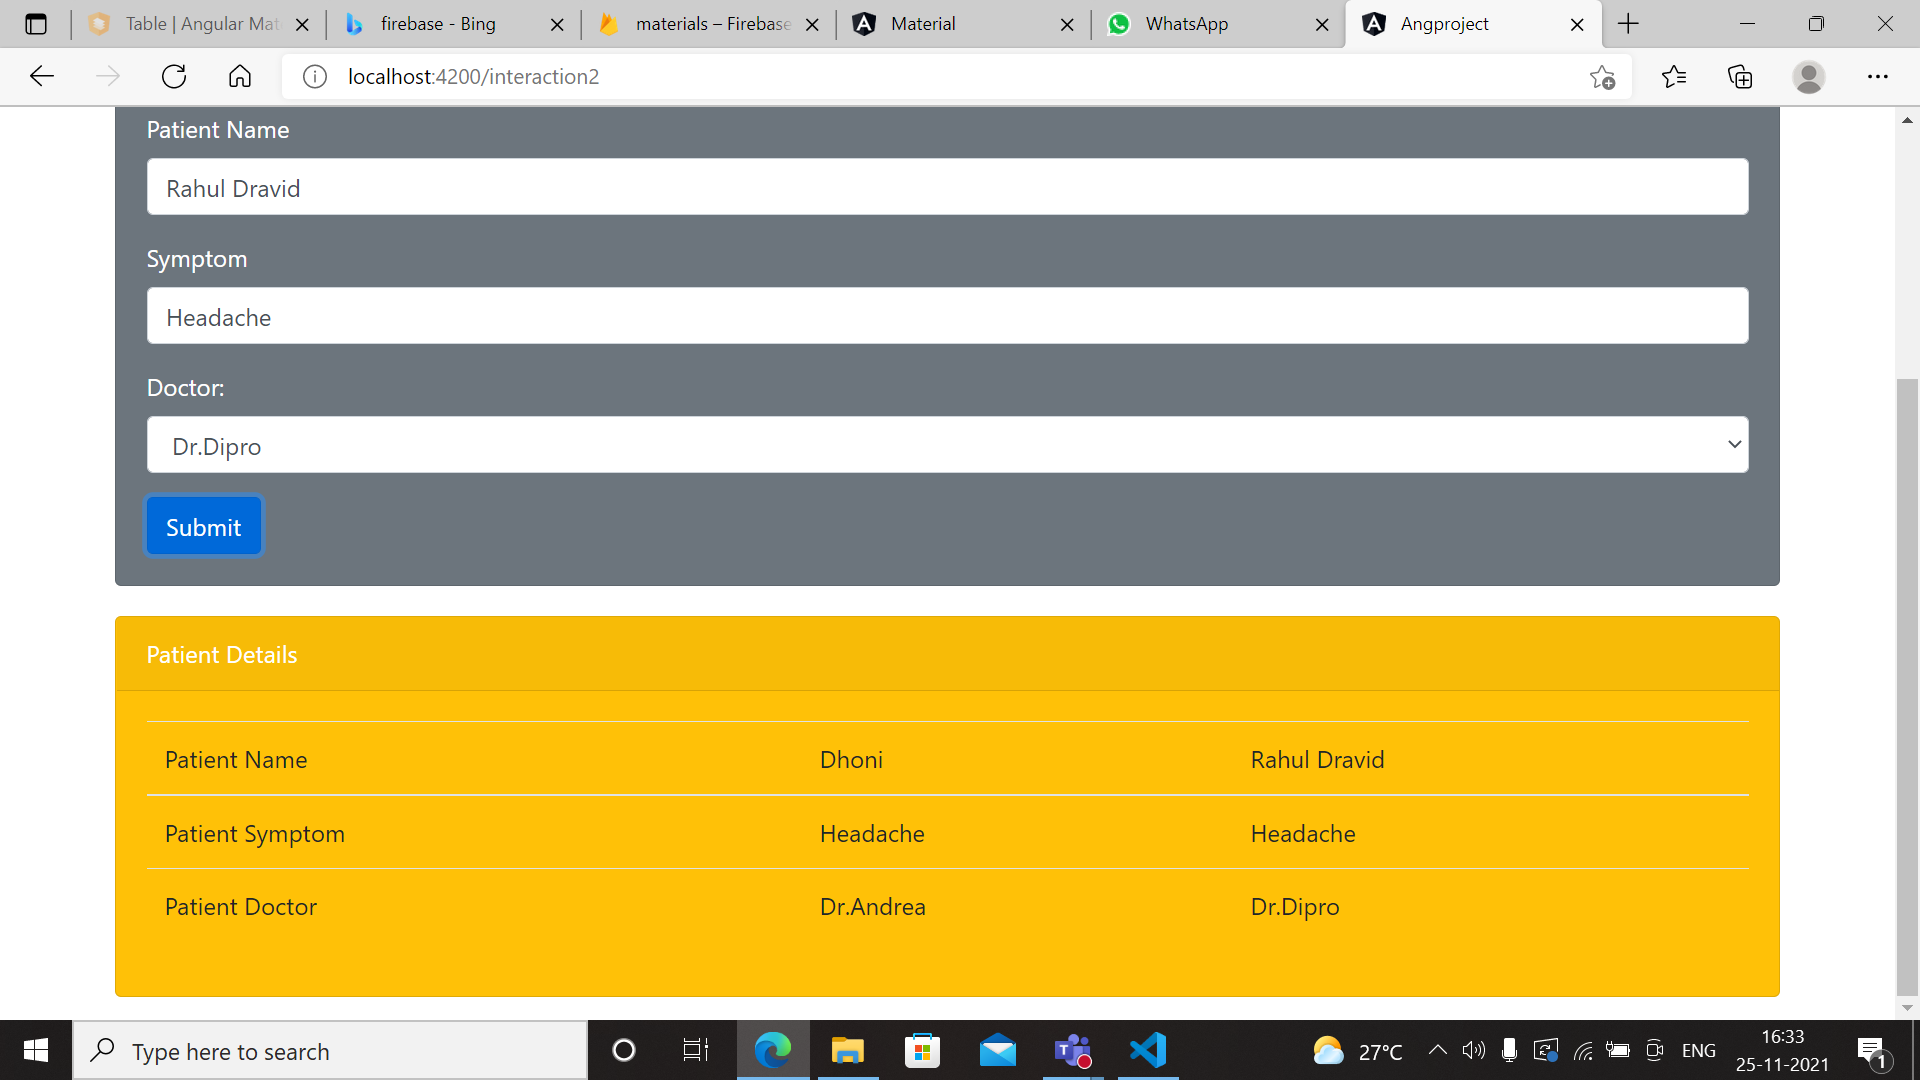 Table | Angular Mat
firebase - Bing
materials – Firebase
Material
WhatsApp
Angproject
localhost:4200/interaction2
Patient Name
Rahul Dravid
Symptom
Headache
Doctor:
Dr.Dipro
Submit
Patient Details
Patient Name Dhoni Rahul Dravid
Patient Symptom Headache Headache
Patient Doctor Dr.Andrea Dr.Dipro
Type here to search
27°C
ENG
16:33
25-11-2021
1